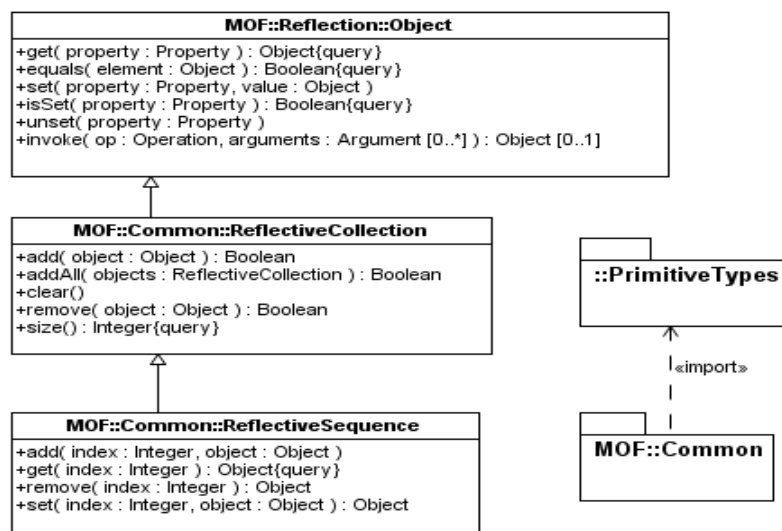 MOF::Reflection::Object
+get( property : Property ) : Object{query}
+equals( element : Object ) : Boolean{query}
+set( property : Property, value : Object )
+isSet( property : Property ) : Boolean{query}
+unset( property : Property )
+invoke( op : Operation, arguments : Argument [0..*] ) : Object [0..1]
MOF::Common::ReflectiveCollection
+add( object : Object ) : Boolean
+addAll( objects : ReflectiveCollection ) : Boolean
+clear()
+remove( object : Object ) : Boolean
+size() : Integer{query}
MOF::Common::ReflectiveSequence
+add( index : Integer, object : Object )
+get( index : Integer ) : Object{query}
+remove( index : Integer ) : Object
+set( index : Integer, object : Object ) : Object
::PrimitiveTypes
«import»
MOF::Common